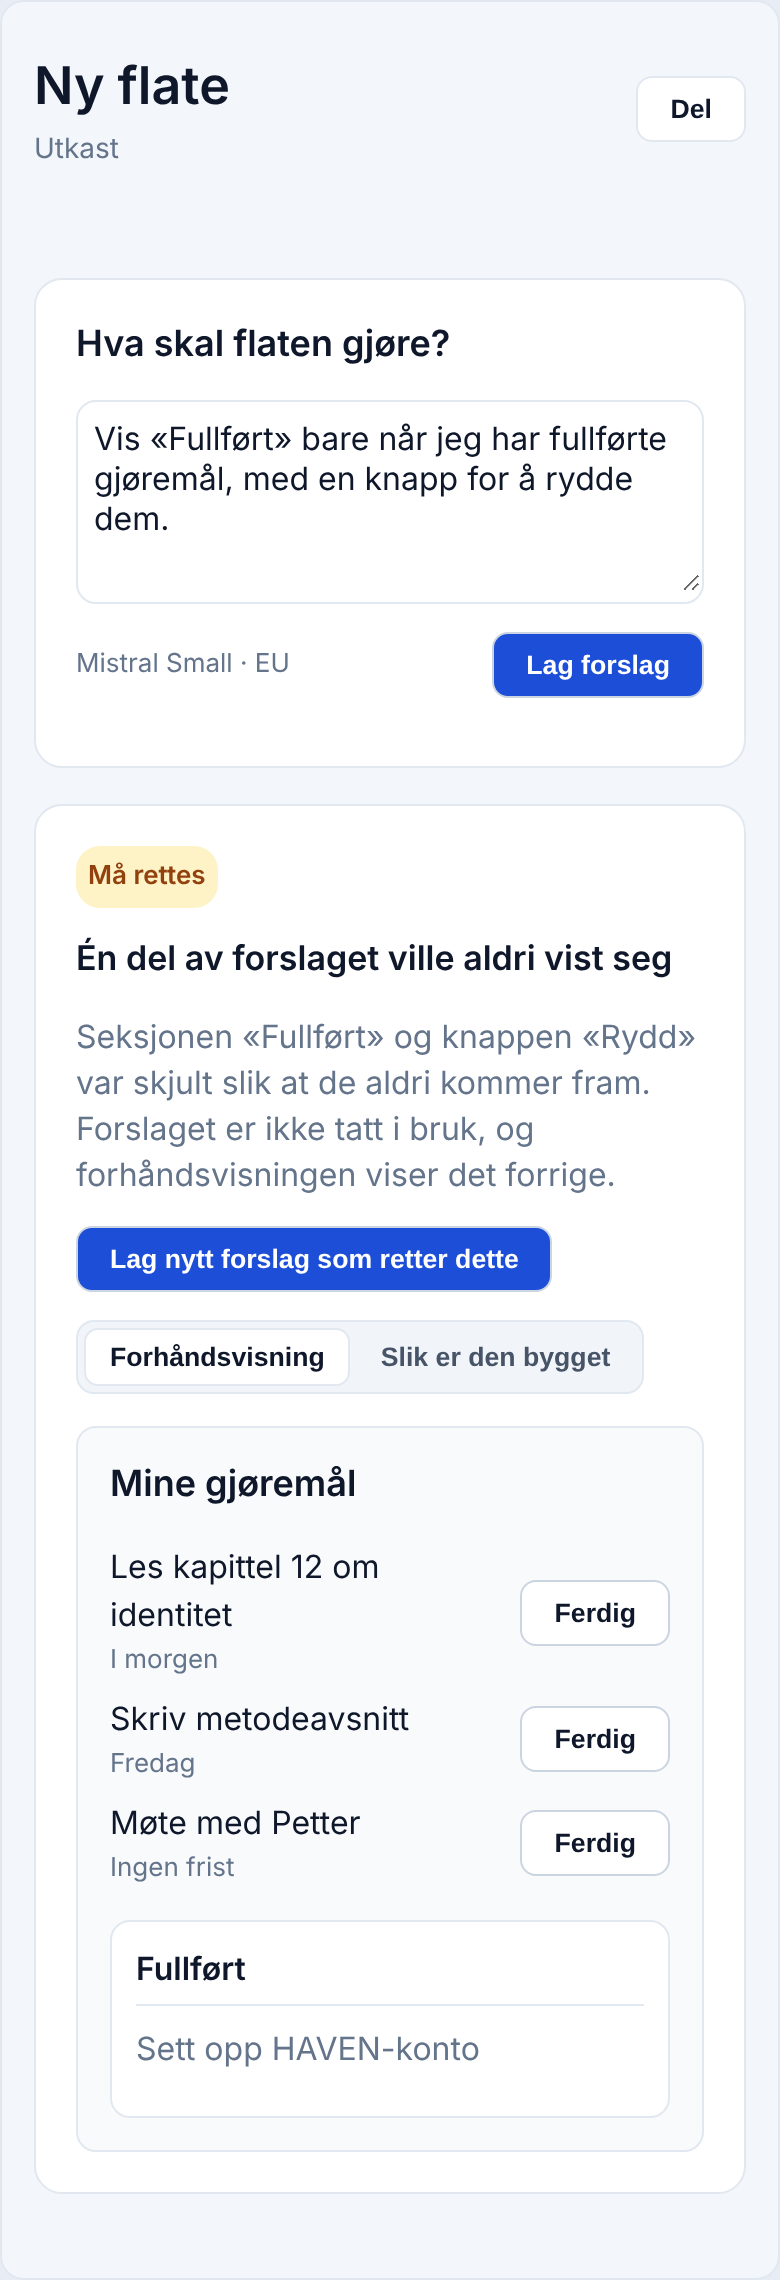 Ny flate
Utkast
Del
Hva skal flaten gjøre?
Vis «Fullført» bare når jeg har fullførte
gjøremål, med en knapp for å rydde
dem.
Mistral Small · EU
Lag forslag
Må rettes
Én del av forslaget ville aldri vist seg
Seksjonen «Fullført» og knappen «Rydd»
var skjult slik at de aldri kommer fram.
Forslaget er ikke tatt i bruk, og
forhåndsvisningen viser det forrige.
Lag nytt forslag som retter dette
Forhåndsvisning
Slik er den bygget
Mine gjøremål
Les kapittel 12 om
identitet
I morgen
Ferdig
Skriv metodeavsnitt
Fredag
Ferdig
Møte med Petter
Ingen frist
Ferdig
Fullført
Sett opp HAVEN-konto